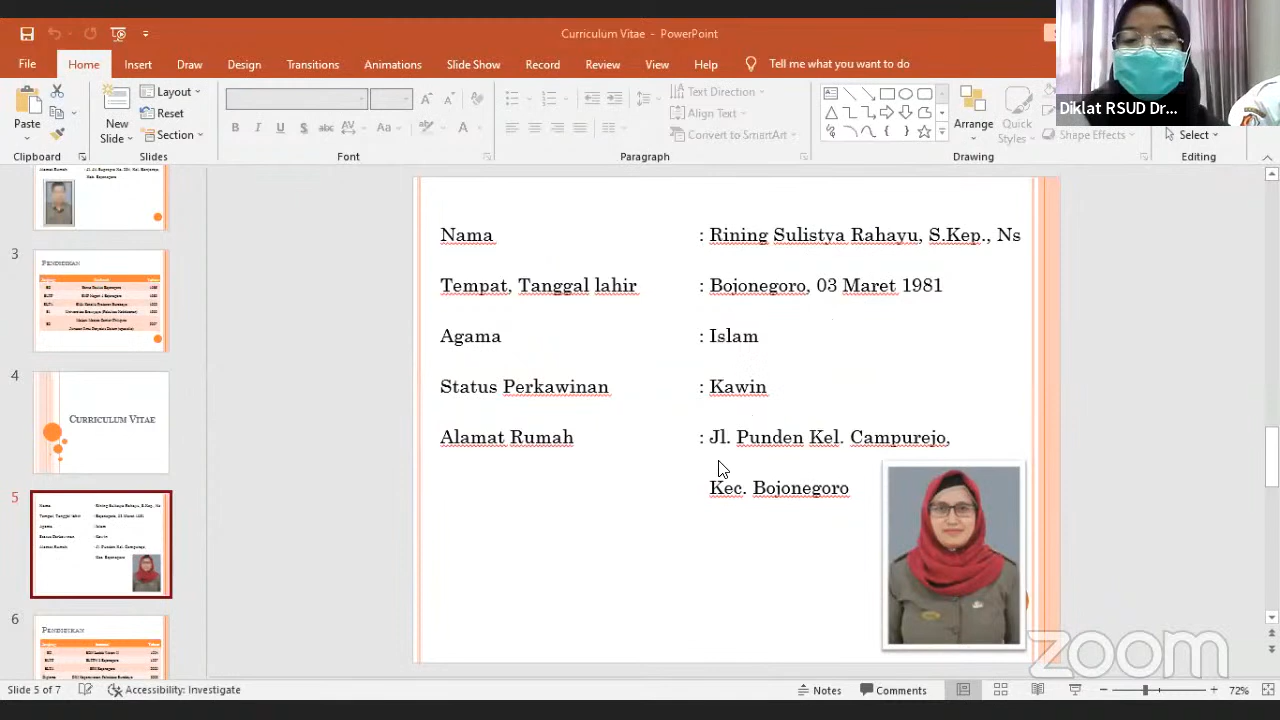 Curriculum Vitae - PowerPoint
File Home Insert Draw Design Transitions Animations Slide Show Record Review View Help Tell me what you want to do
Paste
New Slide
Layout
Reset
Section
Text Direction
Align Text
Convert to SmartArt
Arrange
Quick Styles
Shape Effects
Select
Clipboard Slides Font Paragraph Drawing Editing
Diklat RSUD Dr...
3
PENDIDIKAN
4
CURRICULUM VITAE
5
6
PENDIDIKAN
Nama : Rining Sulistya Rahayu, S.Kep., Ns
Tempat, Tanggal lahir : Bojonegoro, 03 Maret 1981
Agama : Islam
Status Perkawinan : Kawin
Alamat Rumah : Jl. Punden Kel. Campurejo,
Kec. Bojonegoro
zoom
Slide 5 of 7 Accessibility: Investigate Notes Comments 72%